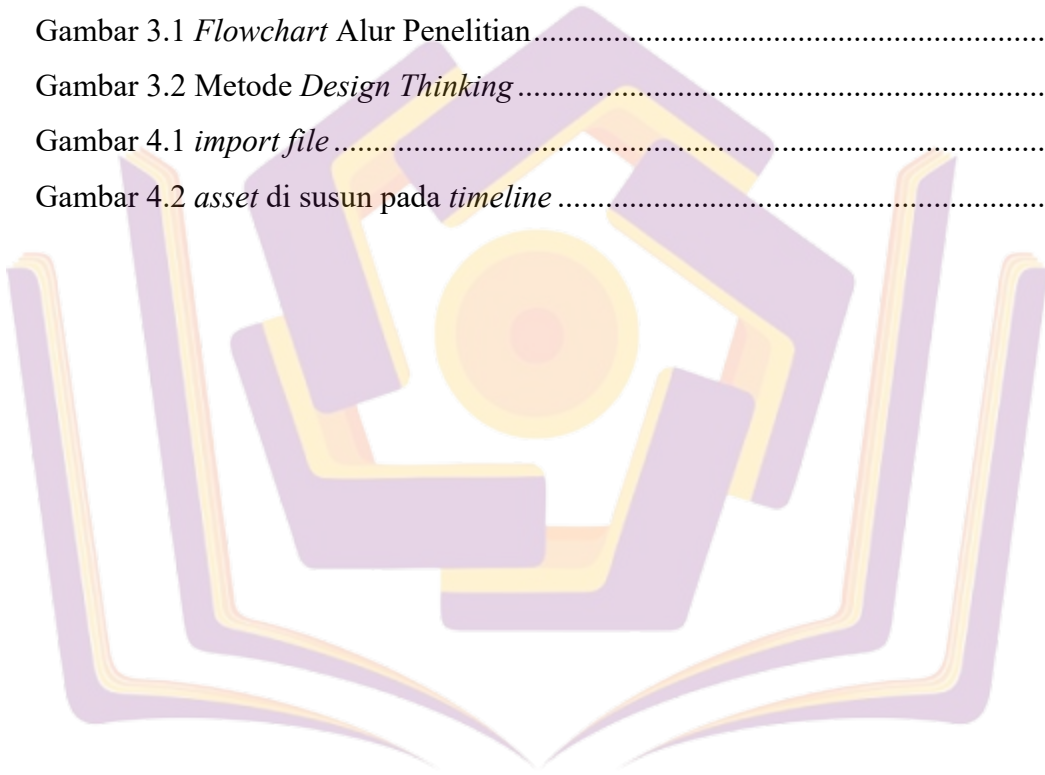 Gambar 3.1 Flowchart Alur Penelitian................................................................
Gambar 3.2 Metode Design Thinking..................................................................
Gambar 4.1 import file.........................................................................................
Gambar 4.2 asset di susun pada timeline.............................................................